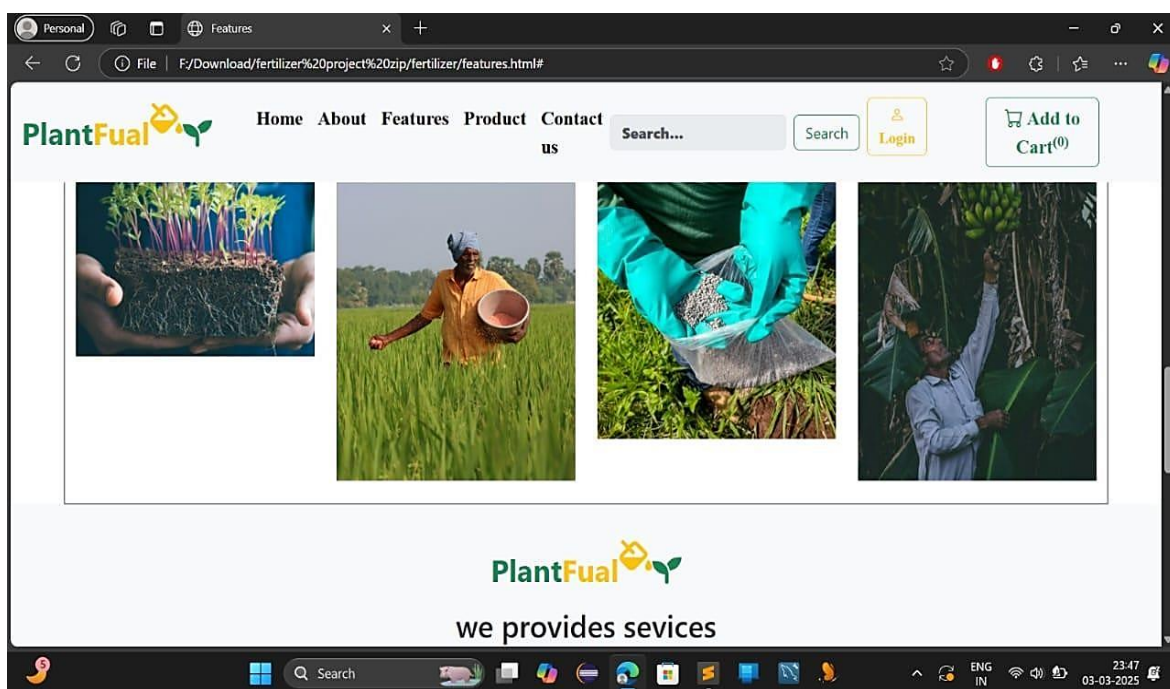 Personal
Features
File F:/Download/fertilizer%20project%20zip/fertilizer/features.html#
PlantFual
Home About Features Product Contact us
Search...
Search
Login
Add to Cart(0)
PlantFual
we provides sevices
5
Search
ENG
IN
23:47
03-03-2025